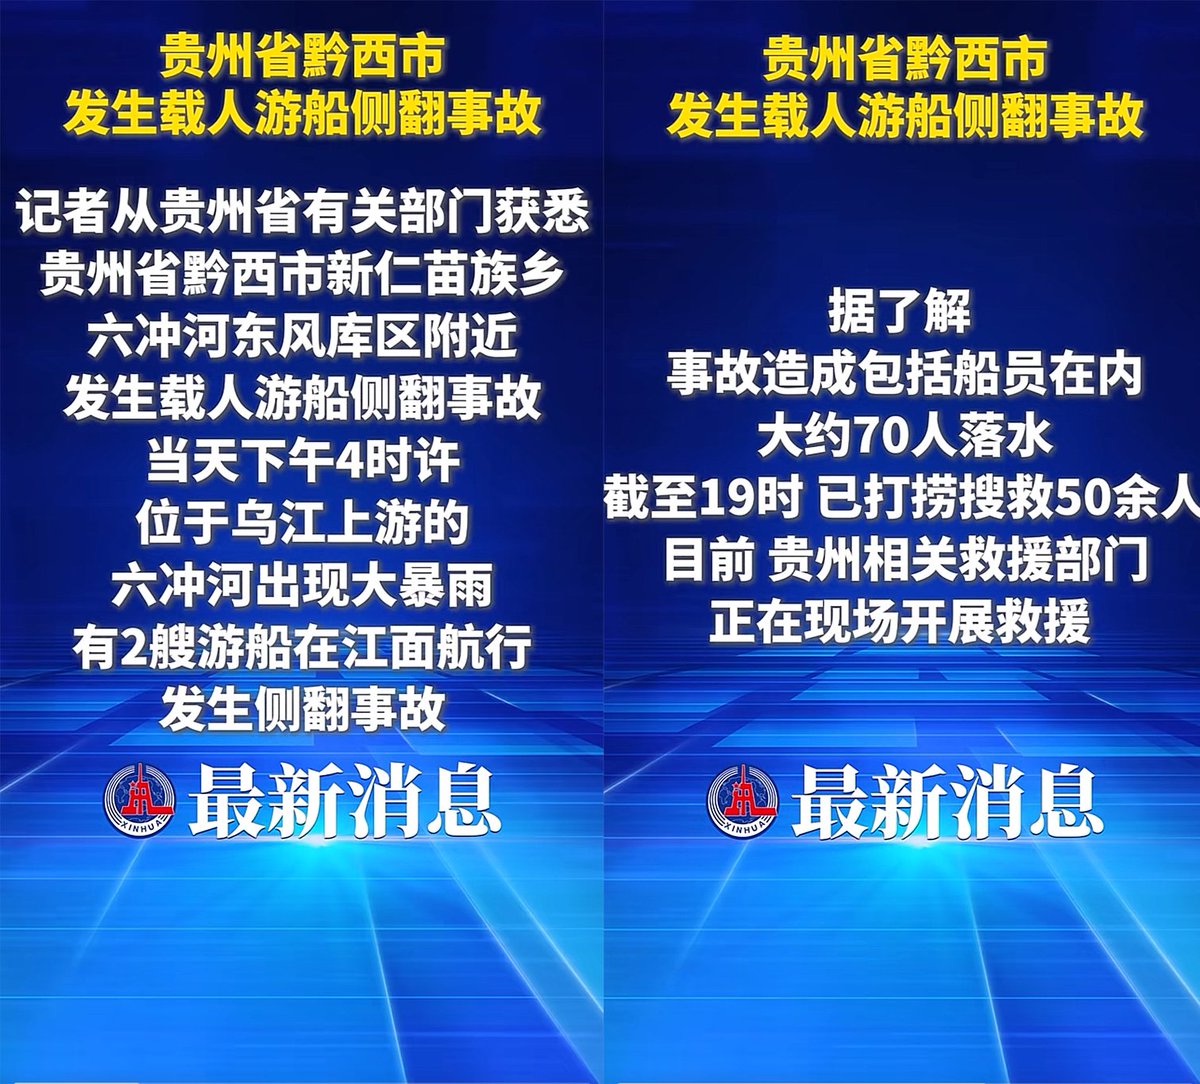 贵州省黔西市
发生载人游船侧翻事故
记者从贵州省有关部门获悉
贵州省黔西市新仁苗族乡
六冲河东风库区附近
发生载人游船侧翻事故
当天下午4时许
位于乌江上游的
六冲河出现大暴雨
有2艘游船在江面航行
发生侧翻事故
XINHUA
最新消息
贵州省黔西市
发生载人游船侧翻事故
据了解
事故造成包括船员在内
大约70人落水
截至19时 已打捞搜救50余人
目前 贵州相关救援部门
正在现场开展救援
XINHUA
最新消息